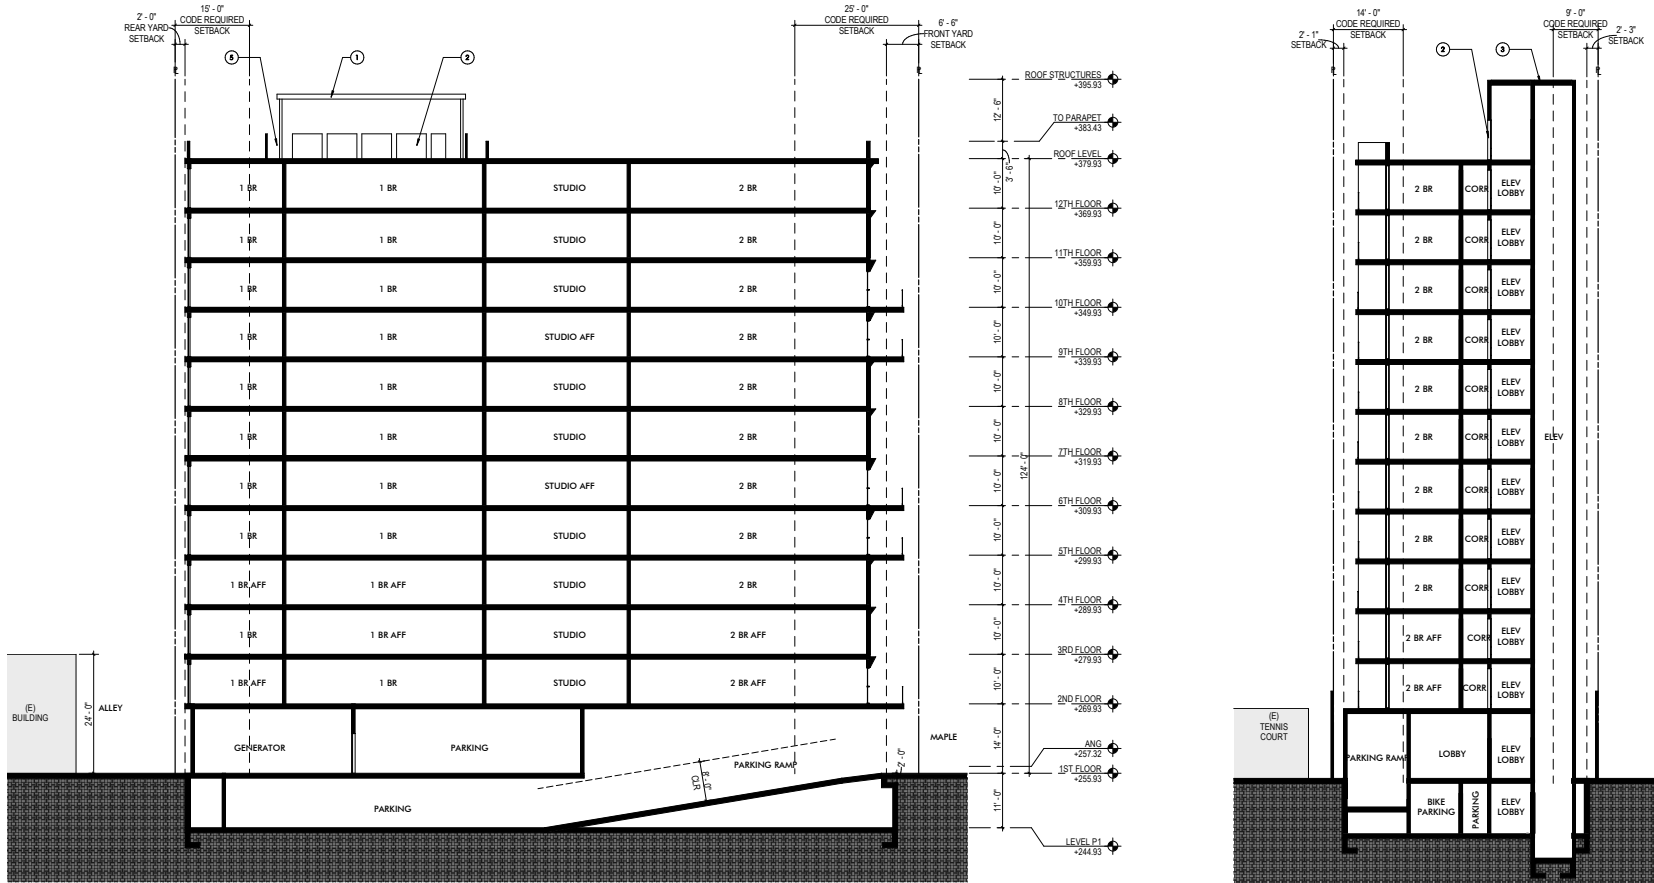 2' - 0"
REAR YARD
SETBACK
15' - 0"
CODE REQUIRED
SETBACK
25' - 0"
CODE REQUIRED
SETBACK
6' - 6"
FRONT YARD
SETBACK
5
1
2
1 BR
1 BR
STUDIO
2 BR
1 BR
1 BR
STUDIO
2 BR
1 BR
1 BR
STUDIO
2 BR
1 BR
1 BR
STUDIO AFF
2 BR
1 BR
1 BR
STUDIO
2 BR
1 BR
1 BR
STUDIO
2 BR
1 BR
1 BR
STUDIO AFF
2 BR
1 BR
1 BR
STUDIO
2 BR
1 BR AFF
1 BR AFF
STUDIO
2 BR
1 BR
1 BR AFF
STUDIO
2 BR AFF
1 BR AFF
1 BR
STUDIO
2 BR AFF
(E)
BUILDING
24' - 0"
ALLEY
GENERATOR
PARKING
PARKING RAMP
8' - 0"
CLR
2' - 0"
MAPLE
PARKING
ROOF STRUCTURES
+395.93
12' - 6"
TO PARAPET
+383.43
3' - 6"
ROOF LEVEL
+379.93
10' - 0"
12TH FLOOR
+369.93
10' - 0"
11TH FLOOR
+359.93
10' - 0"
10TH FLOOR
+349.93
10' - 0"
9TH FLOOR
+339.93
10' - 0"
8TH FLOOR
+329.93
10' - 0"
7TH FLOOR
+319.93
124' - 0"
10' - 0"
6TH FLOOR
+309.93
10' - 0"
5TH FLOOR
+299.93
10' - 0"
4TH FLOOR
+289.93
10' - 0"
3RD FLOOR
+279.93
10' - 0"
2ND FLOOR
+269.93
14' - 0"
ANG
+257.32
1ST FLOOR
+255.93
11' - 0"
LEVEL P1
+244.93
2' - 1"
SETBACK
14' - 0"
CODE REQUIRED
SETBACK
9' - 0"
CODE REQUIRED
SETBACK
2' - 3"
SETBACK
2
3
2 BR
CORR
ELEV
LOBBY
2 BR
CORR
ELEV
LOBBY
2 BR
CORR
ELEV
LOBBY
2 BR
CORR
ELEV
LOBBY
2 BR
CORR
ELEV
LOBBY
2 BR
CORR
ELEV
LOBBY
ELEV
2 BR
CORR
ELEV
LOBBY
2 BR
CORR
ELEV
LOBBY
2 BR
CORR
ELEV
LOBBY
2 BR AFF
CORR
ELEV
LOBBY
2 BR AFF
CORR
ELEV
LOBBY
(E)
TENNIS
COURT
PARKING RAMP
LOBBY
ELEV
LOBBY
BIKE
PARKING
PARKING
ELEV
LOBBY